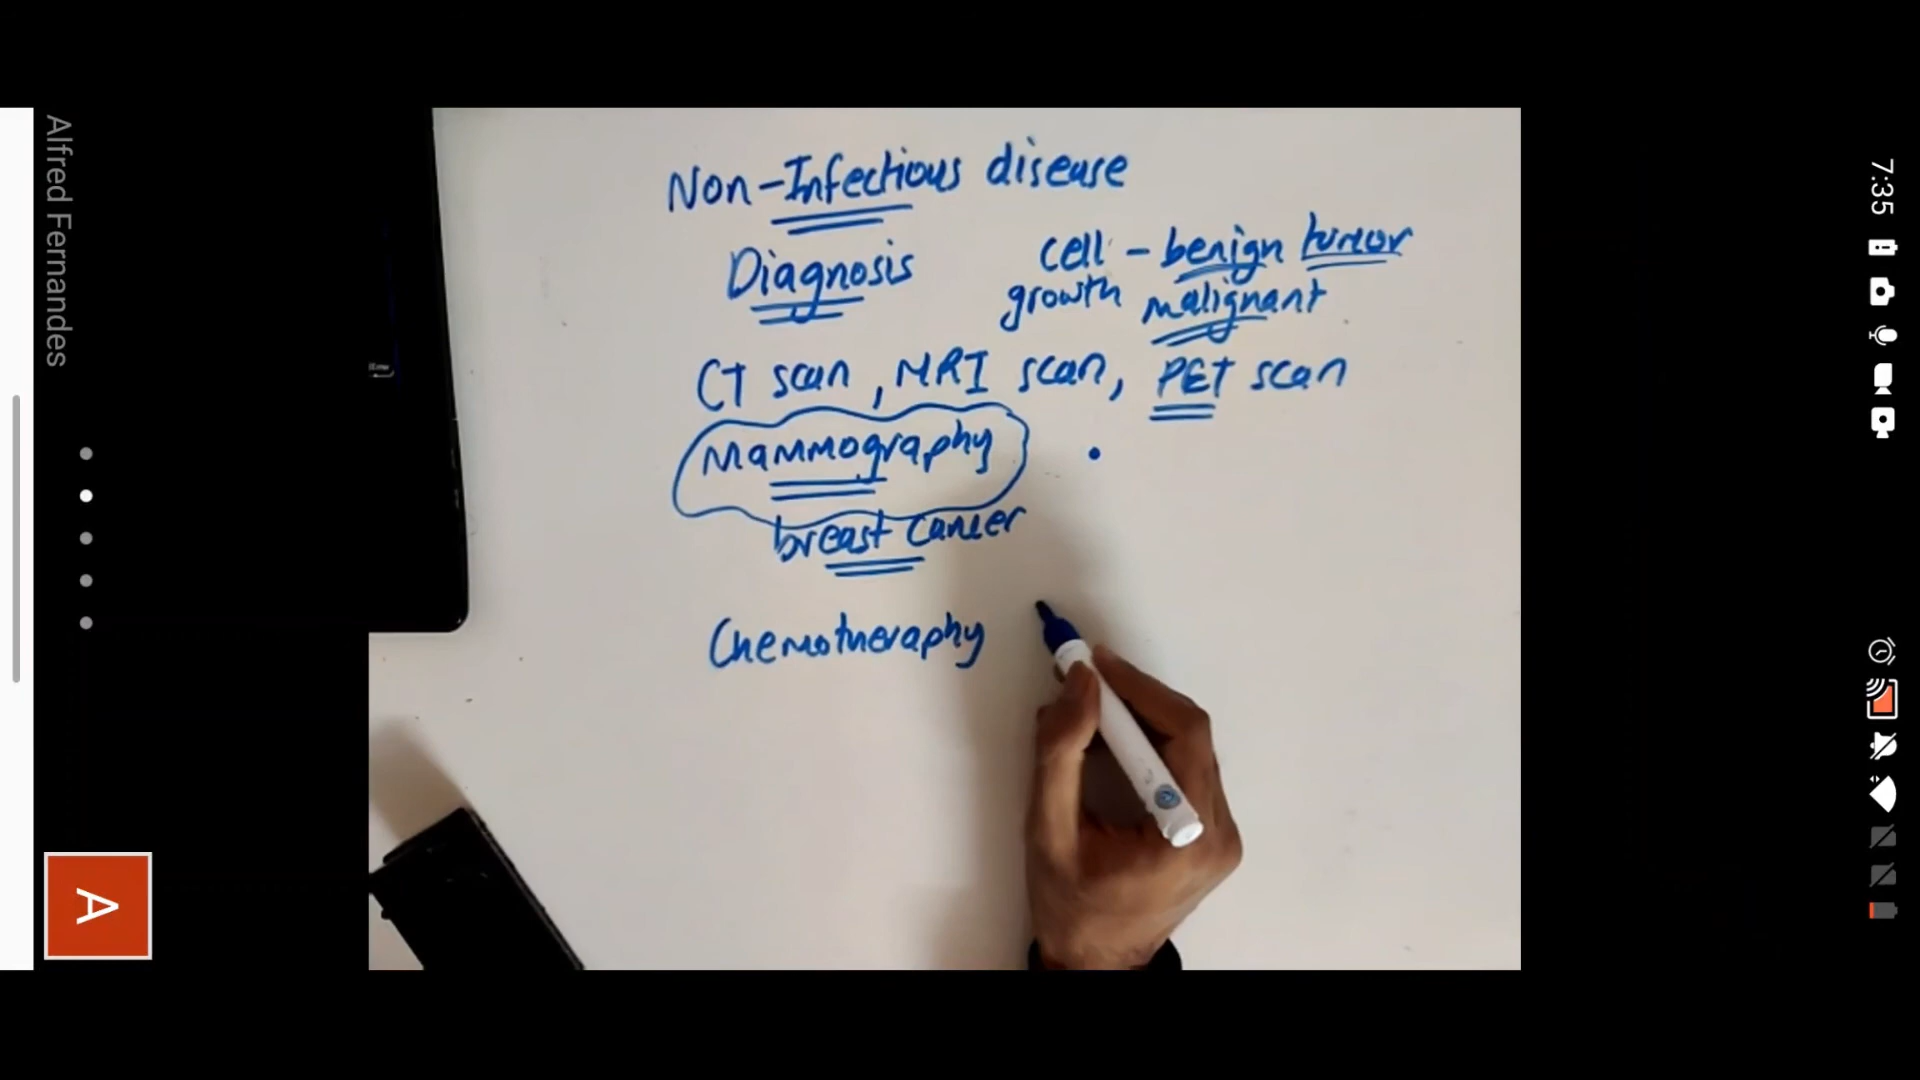 Alfred Fernandes
7:35
A
Non-Infectious disease
Diagnosis
cell - benign tumor
growth malignant
CT scan, MRI scan, PET scan
Mammography
breast cancer
Chemotheraphy